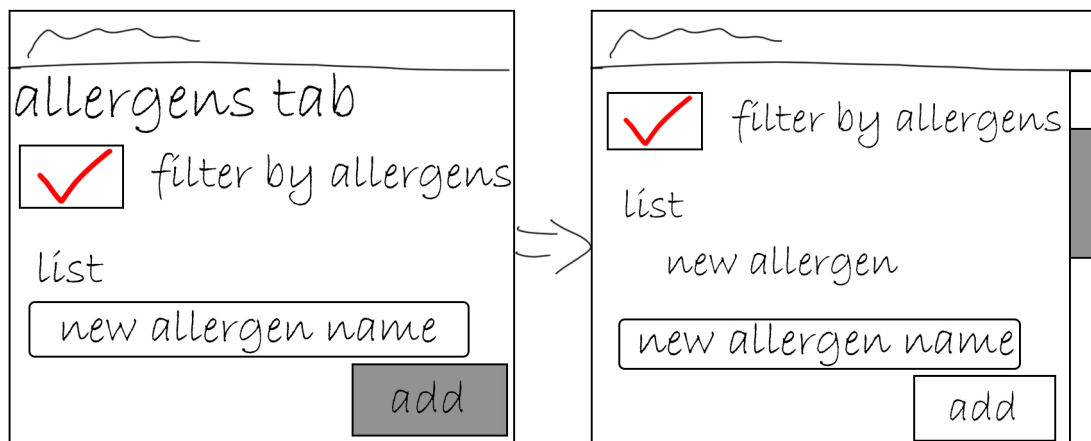 allergens tab
filter by allergens
list
new allergen name
add
filter by allergens
list
new allergen
new allergen name
add